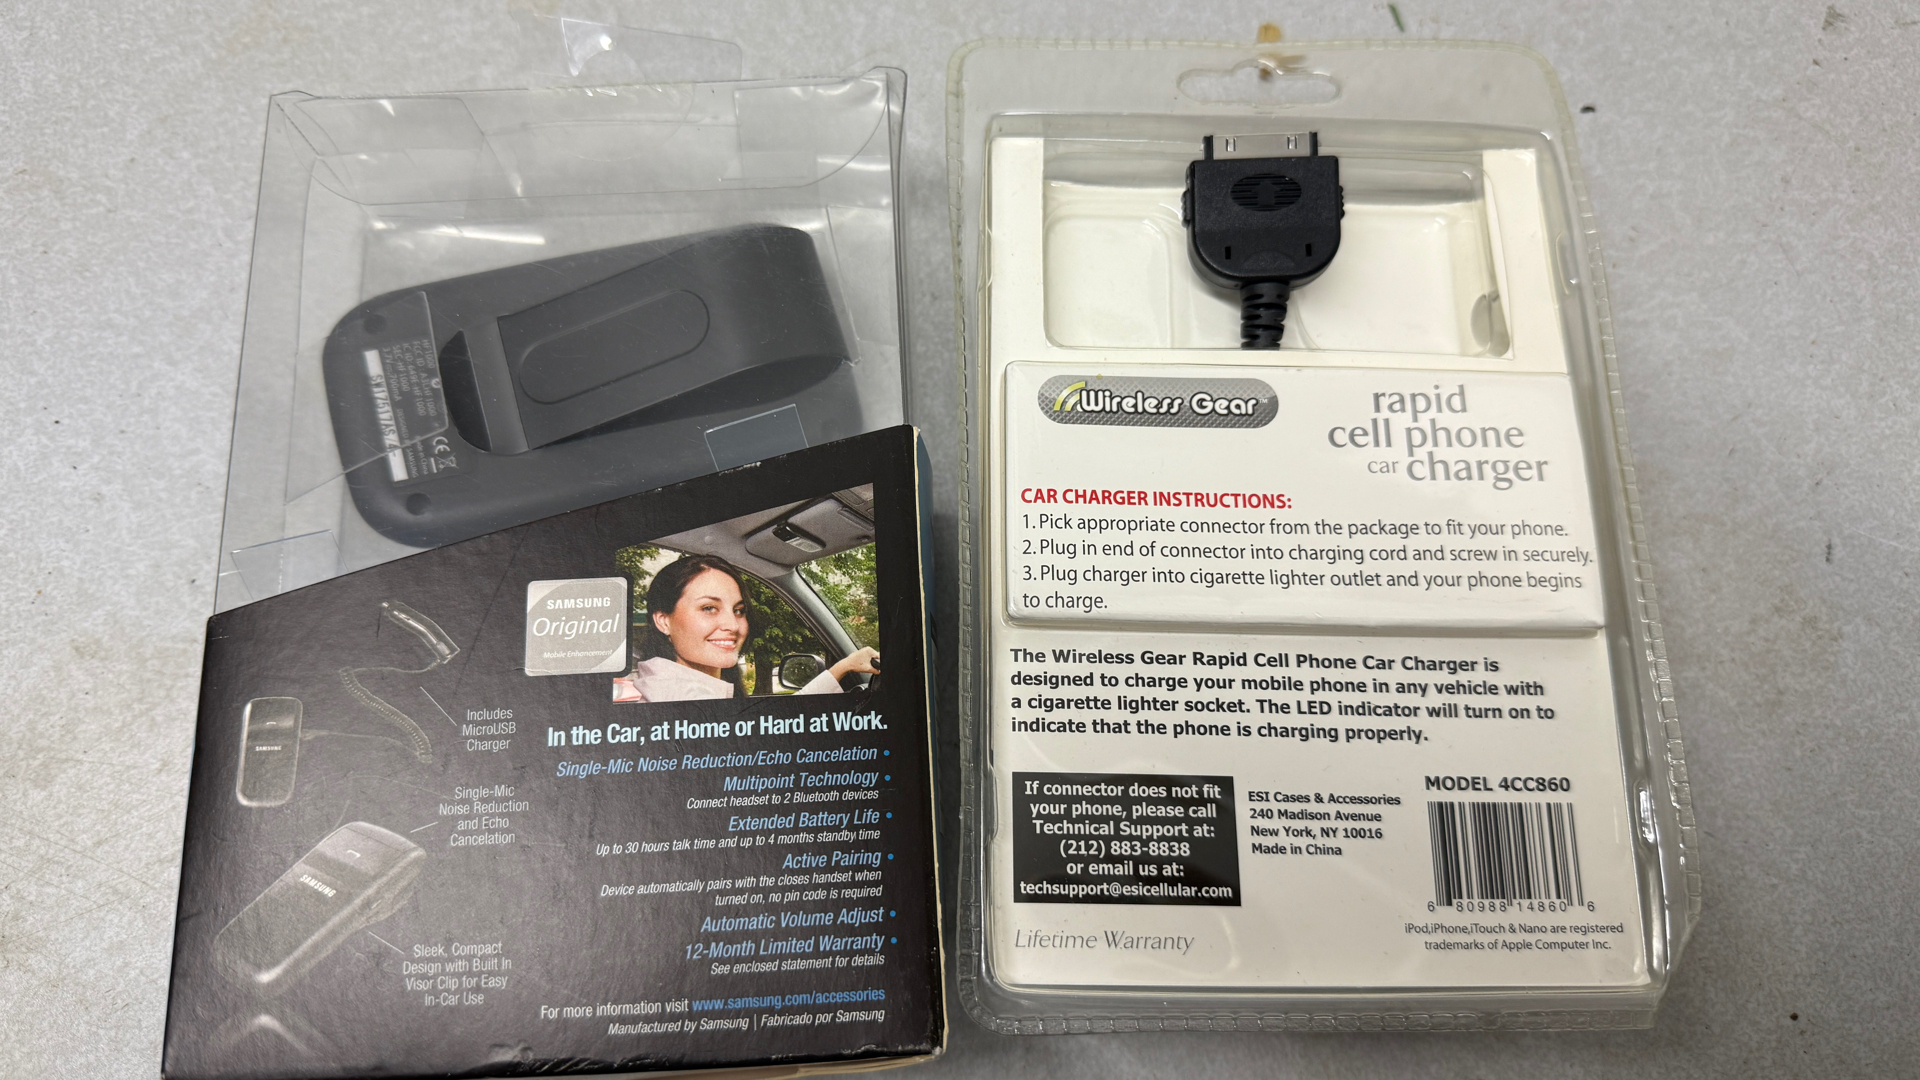 HF1000
SAMSUNG
Original
Mobile Enhancement
Includes
MicroUSB
Charger
SAMSUNG
Single-Mic
Noise Reduction
and Echo
Cancelation
SAMSUNG
Sleek, Compact
Design with Built In
Visor Clip for Easy
In-Car Use
In the Car, at Home or Hard at Work.
Single-Mic Noise Reduction/Echo Cancelation •
Multipoint Technology •
Connect headset to 2 Bluetooth devices
Extended Battery Life •
Up to 30 hours talk time and up to 4 months standby time
Active Pairing •
Device automatically pairs with the closes handset when
turned on, no pin code is required
Automatic Volume Adjust •
12-Month Limited Warranty •
See enclosed statement for details
For more information visit www.samsung.com/accessories
Manufactured by Samsung | Fabricado por Samsung
Wireless Gear™
rapid
cell phone
car charger
CAR CHARGER INSTRUCTIONS:
1. Pick appropriate connector from the package to fit your phone.
2. Plug in end of connector into charging cord and screw in securely.
3. Plug charger into cigarette lighter outlet and your phone begins
to charge.
The Wireless Gear Rapid Cell Phone Car Charger is
designed to charge your mobile phone in any vehicle with
a cigarette lighter socket. The LED indicator will turn on to
indicate that the phone is charging properly.
If connector does not fit
your phone, please call
Technical Support at:
(212) 883-8838
or email us at:
techsupport@esicellular.com
ESI Cases & Accessories
240 Madison Avenue
New York, NY 10016
Made in China
MODEL 4CC860
6 80988 14860 6
Lifetime Warranty
iPod,iPhone,iTouch & Nano are registered
trademarks of Apple Computer Inc.